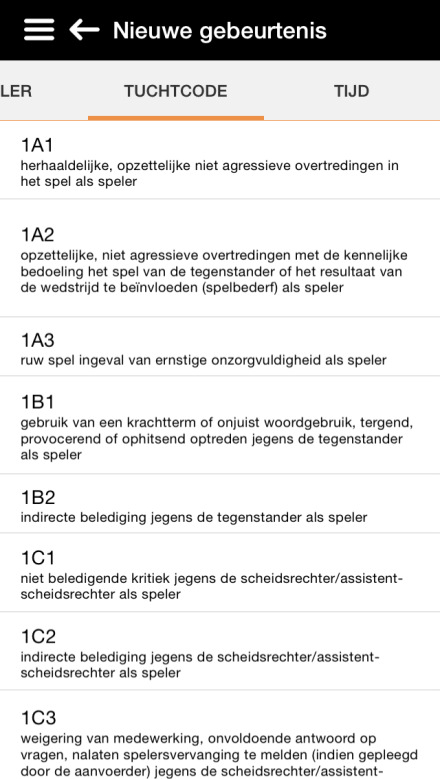 Nieuwe gebeurtenis
LER TUCHTCODE TIJD
1A1
herhaaldelijke, opzettelijke niet agressieve overtredingen in
het spel als speler
1A2
opzettelijke, niet agressieve overtredingen met de kennelijke
bedoeling het spel van de tegenstander of het resultaat van
de wedstrijd te beïnvloeden (spelbederf) als speler
1A3
ruw spel ingeval van ernstige onzorgvuldigheid als speler
1B1
gebruik van een krachtterm of onjuist woordgebruik, tergend,
provocerend of ophitsend optreden jegens de tegenstander
als speler
1B2
indirecte belediging jegens de tegenstander als speler
1C1
niet beledigende kritiek jegens de scheidsrechter/assistent-
scheidsrechter als speler
1C2
indirecte belediging jegens de scheidsrechter/assistent-
scheidsrechter als speler
1C3
weigering van medewerking, onvoldoende antwoord op
vragen, nalaten spelersvervanging te melden (indien gepleegd
door de aanvoerder) jegens de scheidsrechter/assistent-